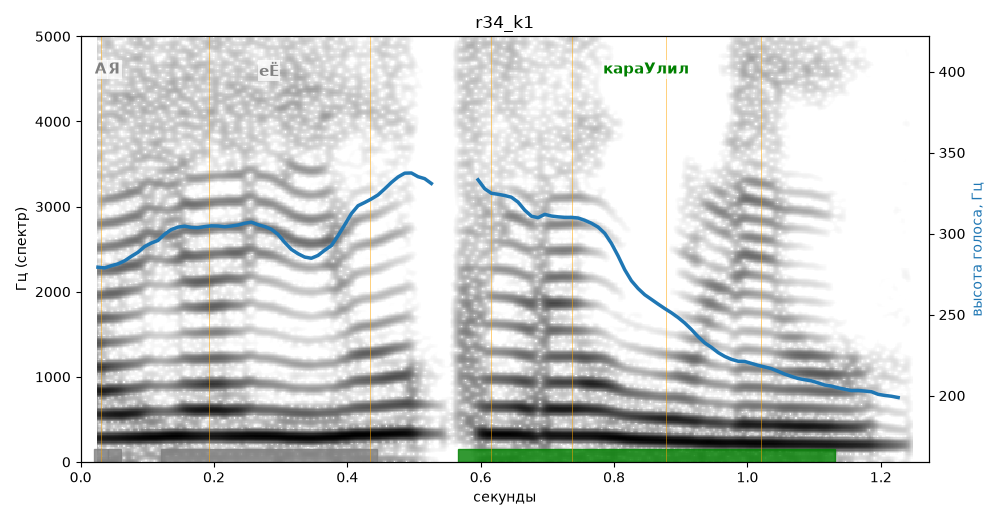 r34_k1
5000
4000
3000
2000
1000
0
Гц (спектр)
АЯ
еЁ
караУлил
400
350
300
250
200
высота голоса, Гц
0.0 0.2 0.4 0.6 0.8 1.0 1.2
секунды